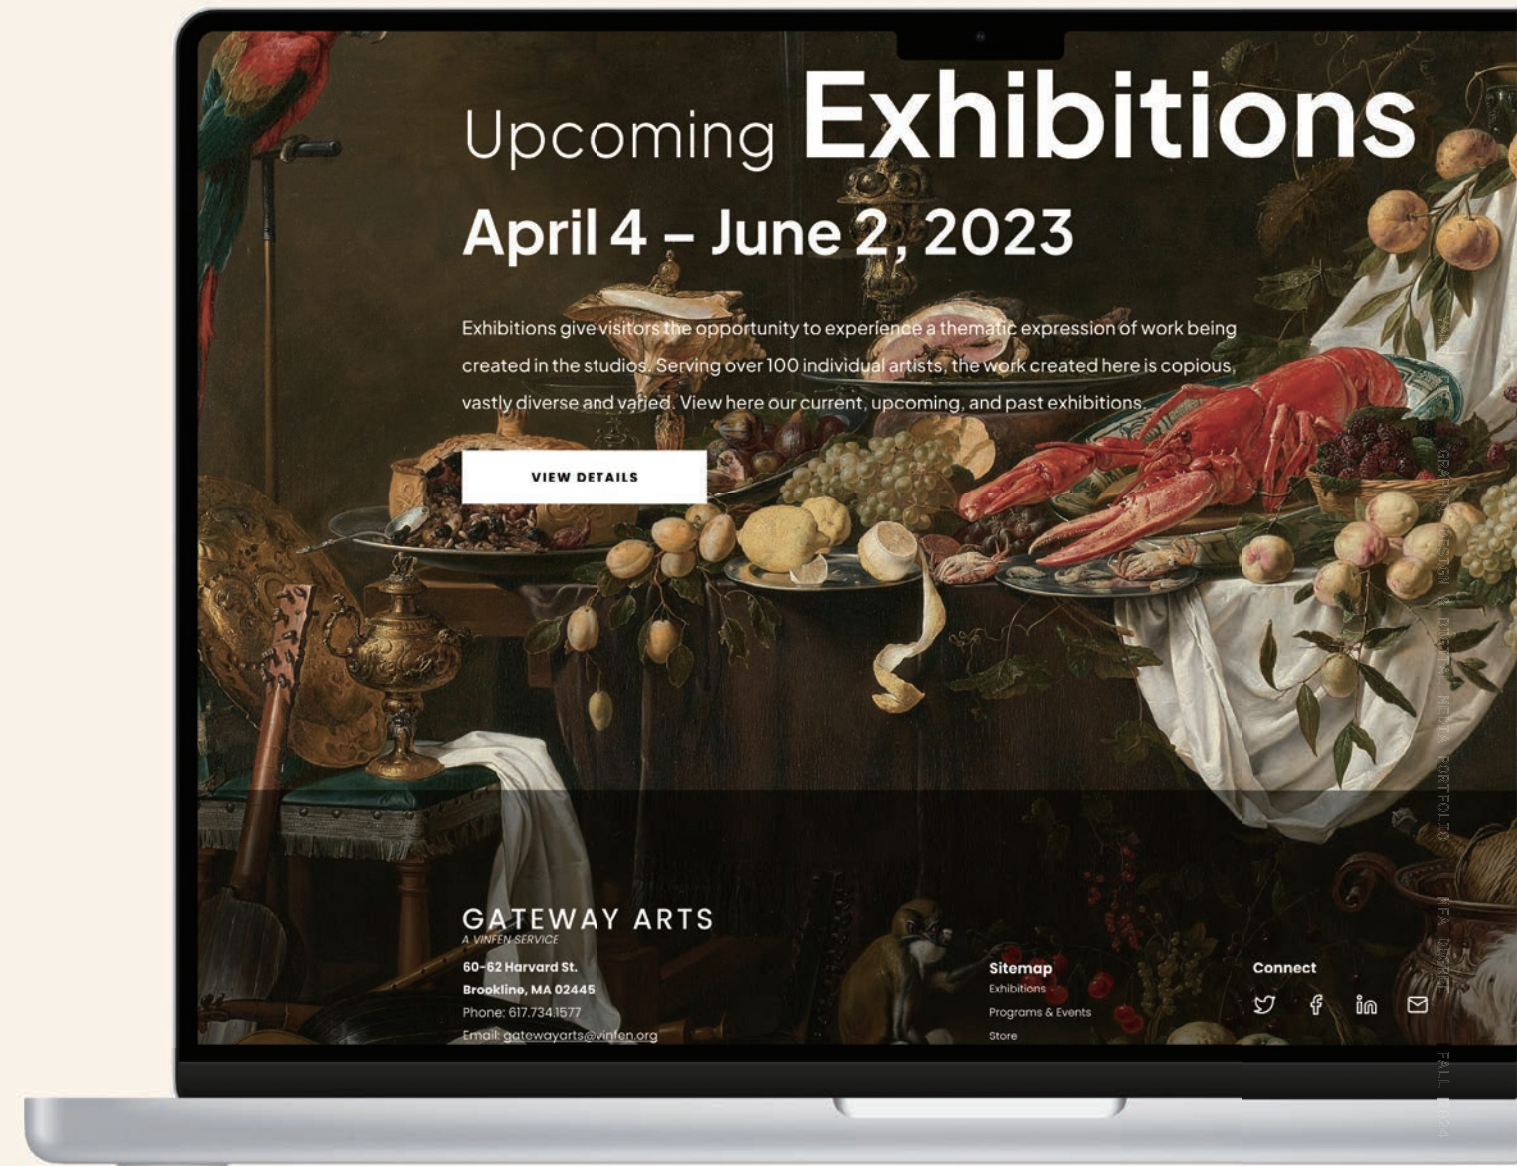 Upcoming Exhibitions
April 4 – June 2, 2023
Exhibitions give visitors the opportunity to experience a thematic expression of work being
created in the studios. Serving over 100 individual artists, the work created here is copious,
vastly diverse and varied. View here our current, upcoming, and past exhibitions.
VIEW DETAILS
GATEWAY ARTS
A VINFEN SERVICE
60-62 Harvard St.
Brookline, MA 02445
Phone: 617.734.1577
Email: gatewayarts@vinfen.org
Sitemap
Exhibitions
Programs & Events
Store
Connect